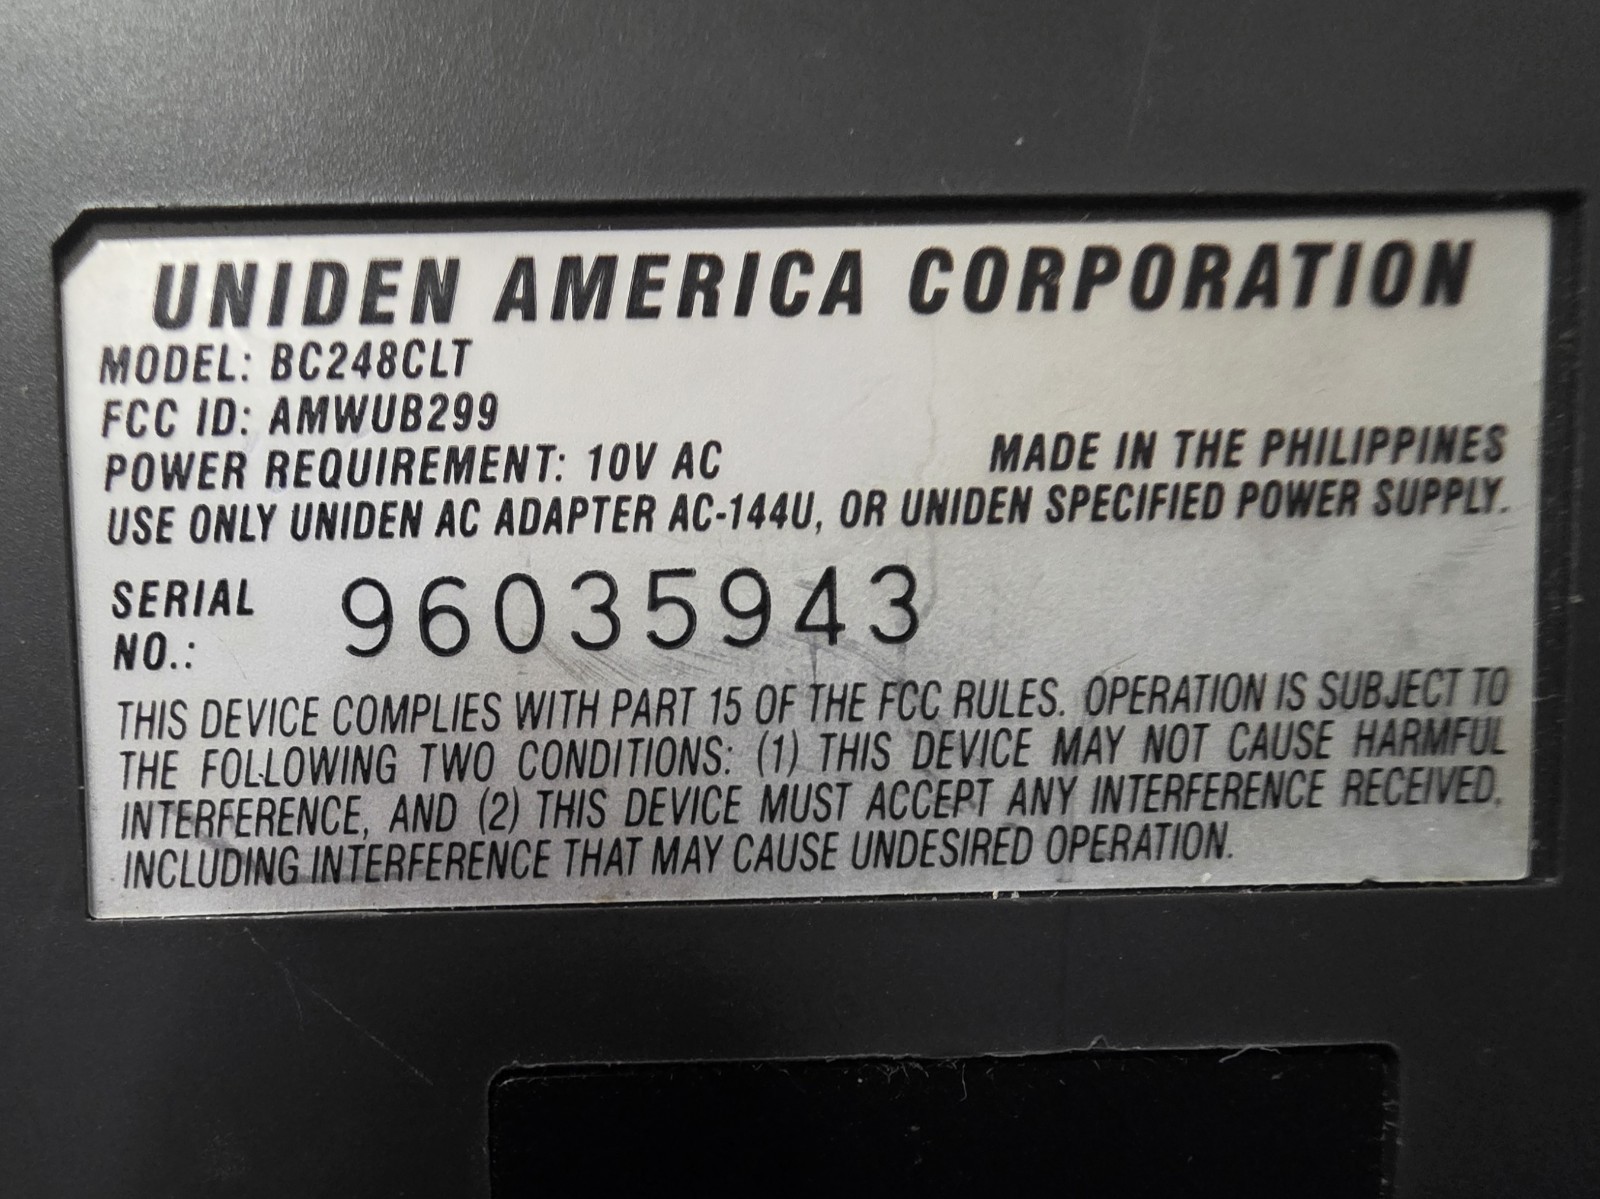 UNIDEN AMERICA CORPORATION
MODEL: BC248CLT
FCC ID: AMWUB299
POWER REQUIREMENT: 10V AC MADE IN THE PHILIPPINES
USE ONLY UNIDEN AC ADAPTER AC-144U, OR UNIDEN SPECIFIED POWER SUPPLY.
SERIAL NO.: 96035943
THIS DEVICE COMPLIES WITH PART 15 OF THE FCC RULES. OPERATION IS SUBJECT TO
THE FOLLOWING TWO CONDITIONS: (1) THIS DEVICE MAY NOT CAUSE HARMFUL
INTERFERENCE, AND (2) THIS DEVICE MUST ACCEPT ANY INTERFERENCE RECEIVED,
INCLUDING INTERFERENCE THAT MAY CAUSE UNDESIRED OPERATION.